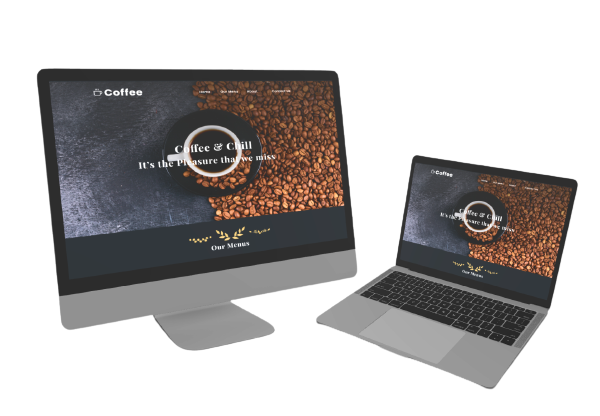 Coffee
Home Our Menus About Contact Us
Coffee & Chill
It's the Pleasure that we miss
Our Menus
Coffee
Coffee & Chill
It's the Pleasure that we miss
Our Menus